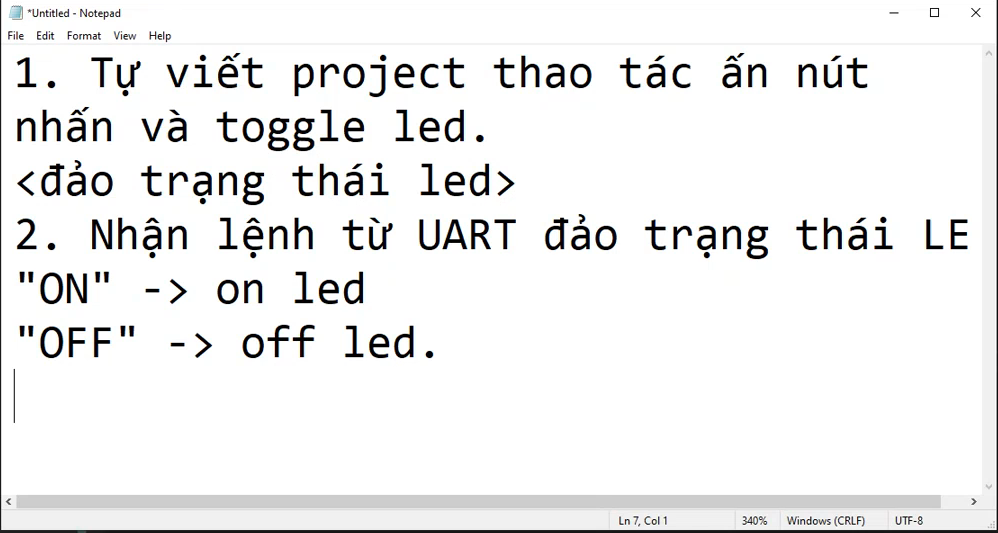 *Untitled - Notepad
File Edit Format View Help
1. Tự viết project thao tác ấn nút
nhấn và toggle led.
<đảo trạng thái led>
2. Nhận lệnh từ UART đảo trạng thái LE
"ON" -> on led
"OFF" -> off led.
Ln 7, Col 1 340% Windows (CRLF) UTF-8